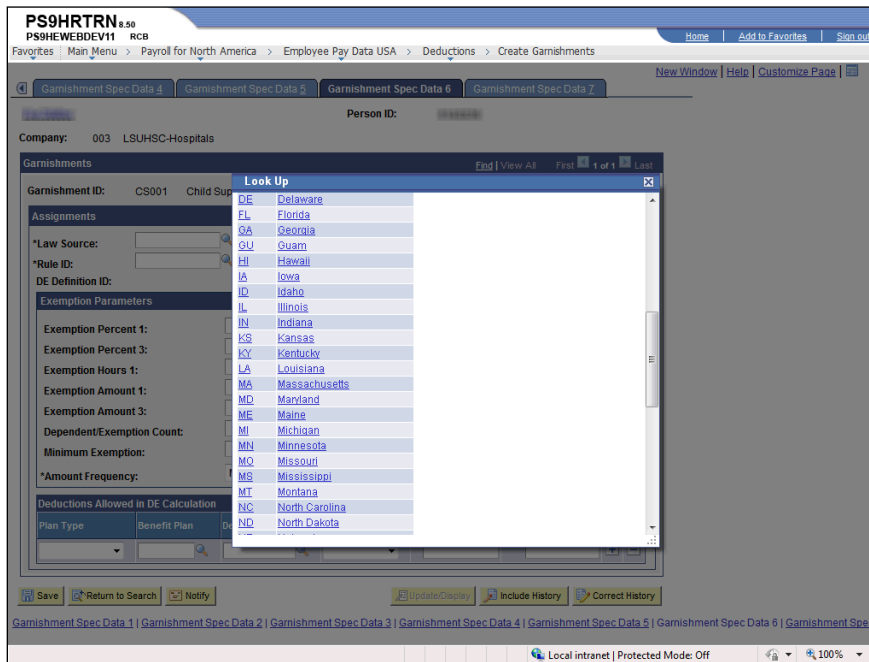 PS9HRTRN 8.50
PS9HEWEBDEV11 RCB
Home | Add to Favorites | Sign out
Favorites Main Menu > Payroll for North America > Employee Pay Data USA > Deductions > Create Garnishments
New Window | Help | Customize Page |
Garnishment Spec Data 4 Garnishment Spec Data 5 Garnishment Spec Data 6 Garnishment Spec Data 7
Person ID:
Company: 003 LSUHSC-Hospitals
Garnishments Find | View All First 1 of 1 Last
Garnishment ID: CS001 Child Sup
Assignments
*Law Source:
*Rule ID:
DE Definition ID:
Exemption Parameters
Exemption Percent 1:
Exemption Percent 3:
Exemption Hours 1:
Exemption Amount 1:
Exemption Amount 3:
Dependent/Exemption Count:
Minimum Exemption:
*Amount Frequency:
Deductions Allowed in DE Calculation
Plan Type Benefit Plan De
Look Up
DE Delaware
FL Florida
GA Georgia
GU Guam
HI Hawaii
IA Iowa
ID Idaho
IL Illinois
IN Indiana
KS Kansas
KY Kentucky
LA Louisiana
MA Massachusetts
MD Maryland
ME Maine
MI Michigan
MN Minnesota
MO Missouri
MS Mississippi
MT Montana
NC North Carolina
ND North Dakota
Save Return to Search Notify Update/Display Include History Correct History
Garnishment Spec Data 1 | Garnishment Spec Data 2 | Garnishment Spec Data 3 | Garnishment Spec Data 4 | Garnishment Spec Data 5 | Garnishment Spec Data 6 | Garnishment Spe
Local intranet | Protected Mode: Off 100%